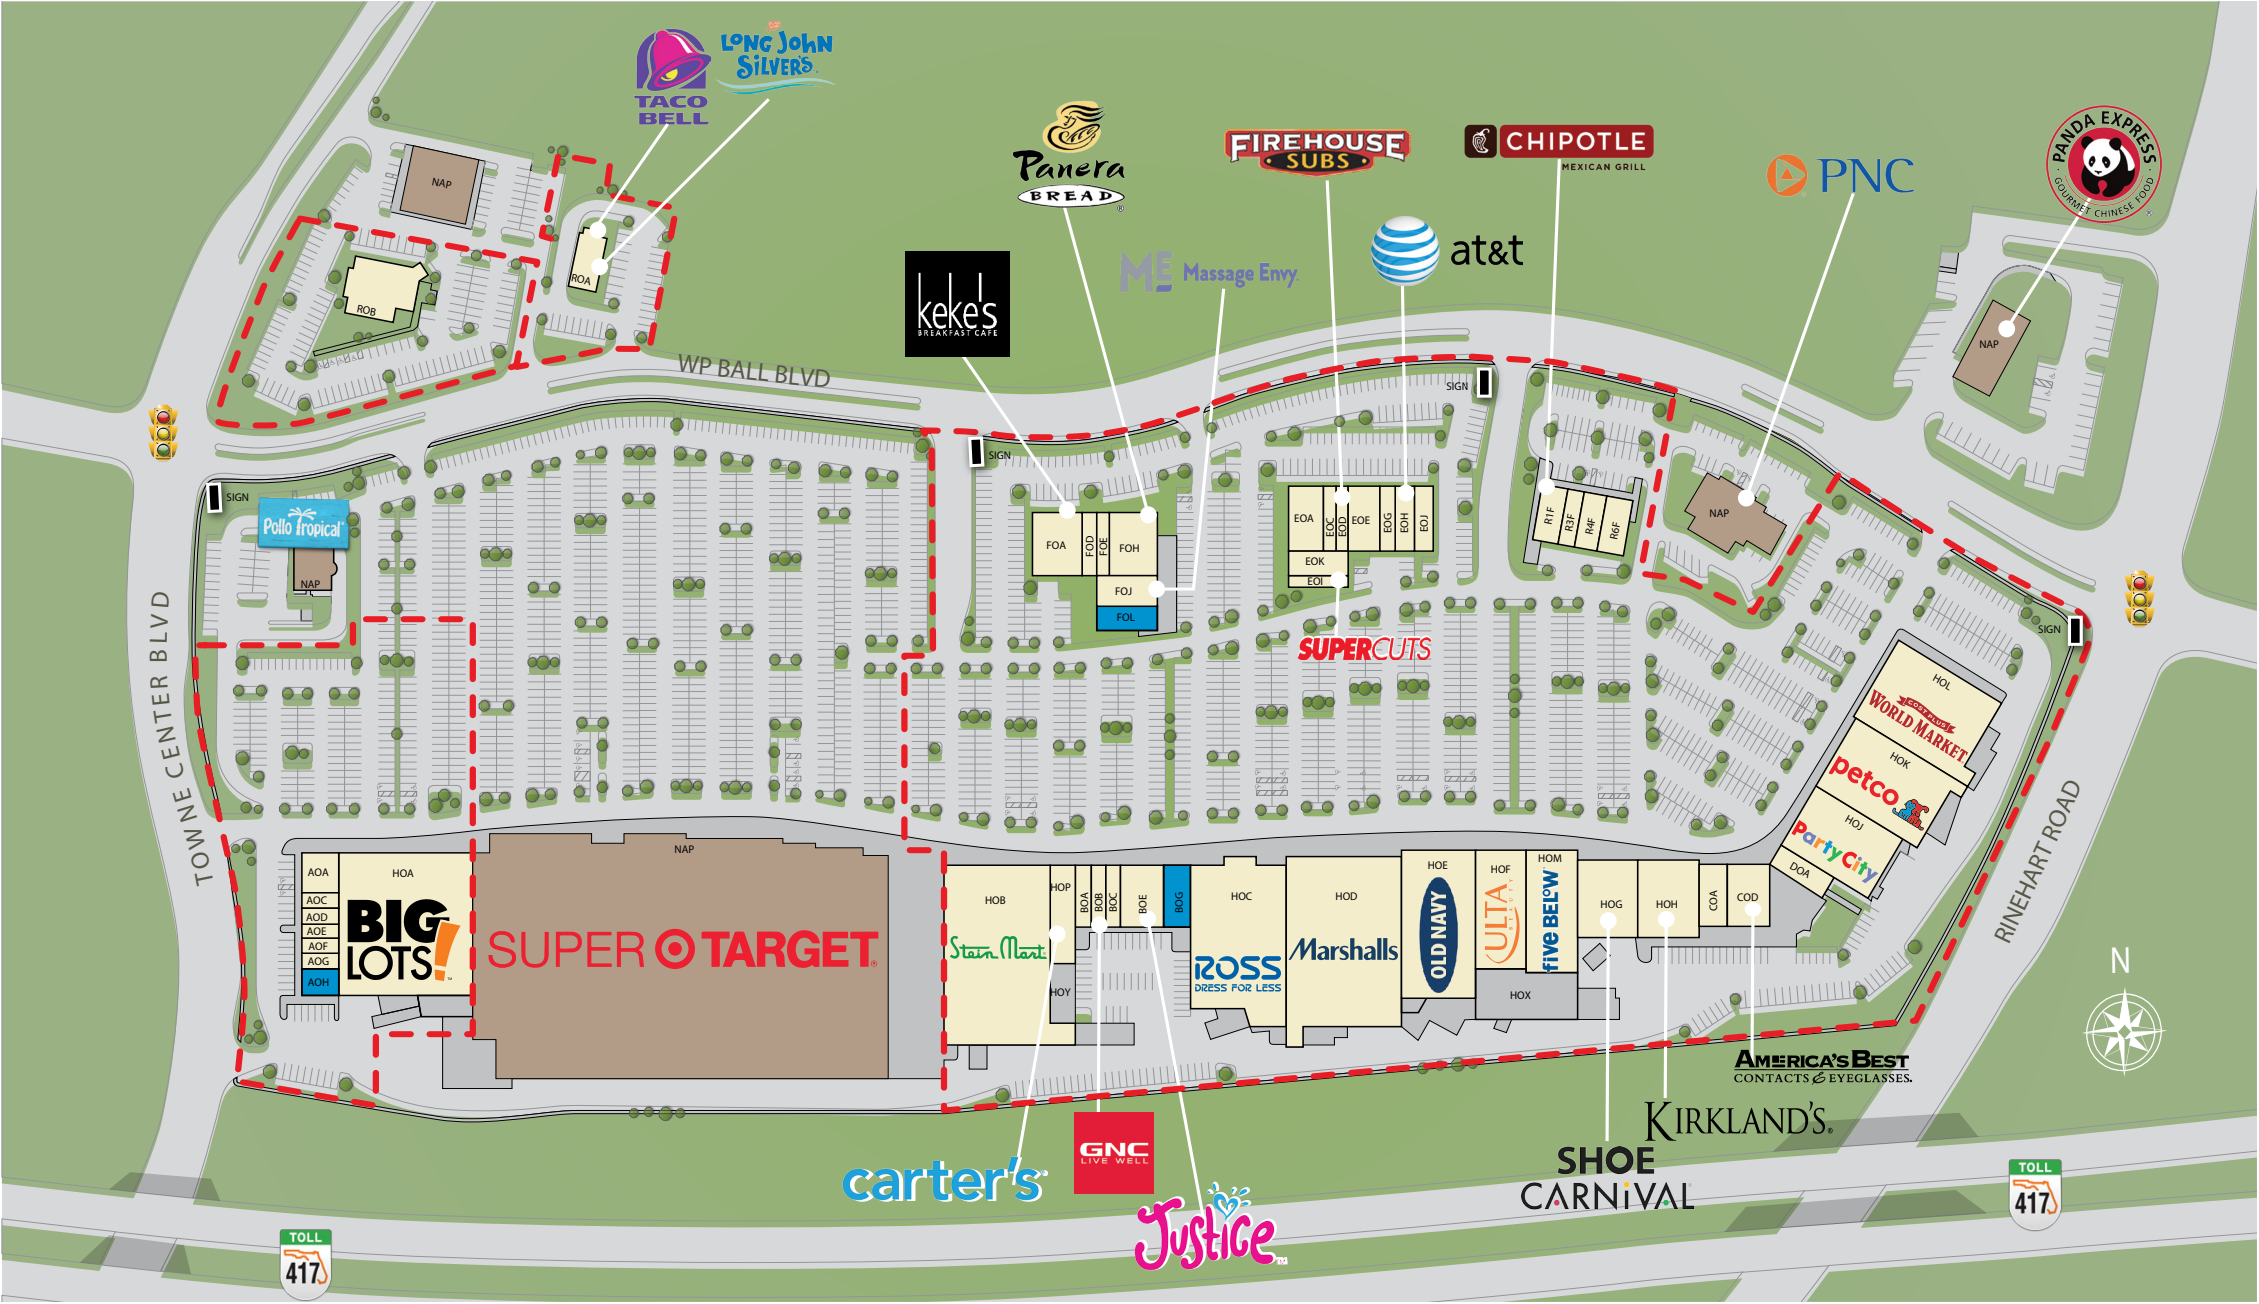 TACO
BELL
LONG JOHN
SILVER'S
Panera
BREAD
®
FIREHOUSE
SUBS
CHIPOTLE
MEXICAN GRILL
PNC
PANDA EXPRESS
GOURMET CHINESE FOOD
®
NAP
ROA
ROB
keke's
BREAKFAST CAFE
ME Massage Envy
at&t
NAP
WP BALL BLVD
SIGN
SIGN
SIGN
Pollo Tropical
NAP
FOA
FOD
FOE
FOH
FOJ
FOL
EOA
EOC
EOD
EOE
EOG
EOH
EOJ
EOK
EOI
R1F
R3F
R4F
R6F
NAP
SUPERCUTS
SIGN
TOWNE CENTER BLVD
HOL
COST PLUS
WORLD MARKET
HOK
petco
HOJ
Party City
DOA
RINEHART ROAD
AOA
AOC
AOD
AOE
AOF
AOG
AOH
HOA
BIG
LOTS!
NAP
SUPER TARGET
HOB
Stein Mart
HOP
HOY
BOA
BOB
BOC
BOE
BOG
HOC
ROSS
DRESS FOR LESS
HOD
Marshalls
HOE
OLD NAVY
HOF
ULTA
BEAUTY
HOM
five BELOW
HOX
HOG
HOH
COA
COD
N
AMERICA'S BEST
CONTACTS & EYEGLASSES.
KIRKLAND'S
SHOE
CARNiVAL
carter's
GNC
LIVE WELL
Justice
TOLL
417
TOLL
417